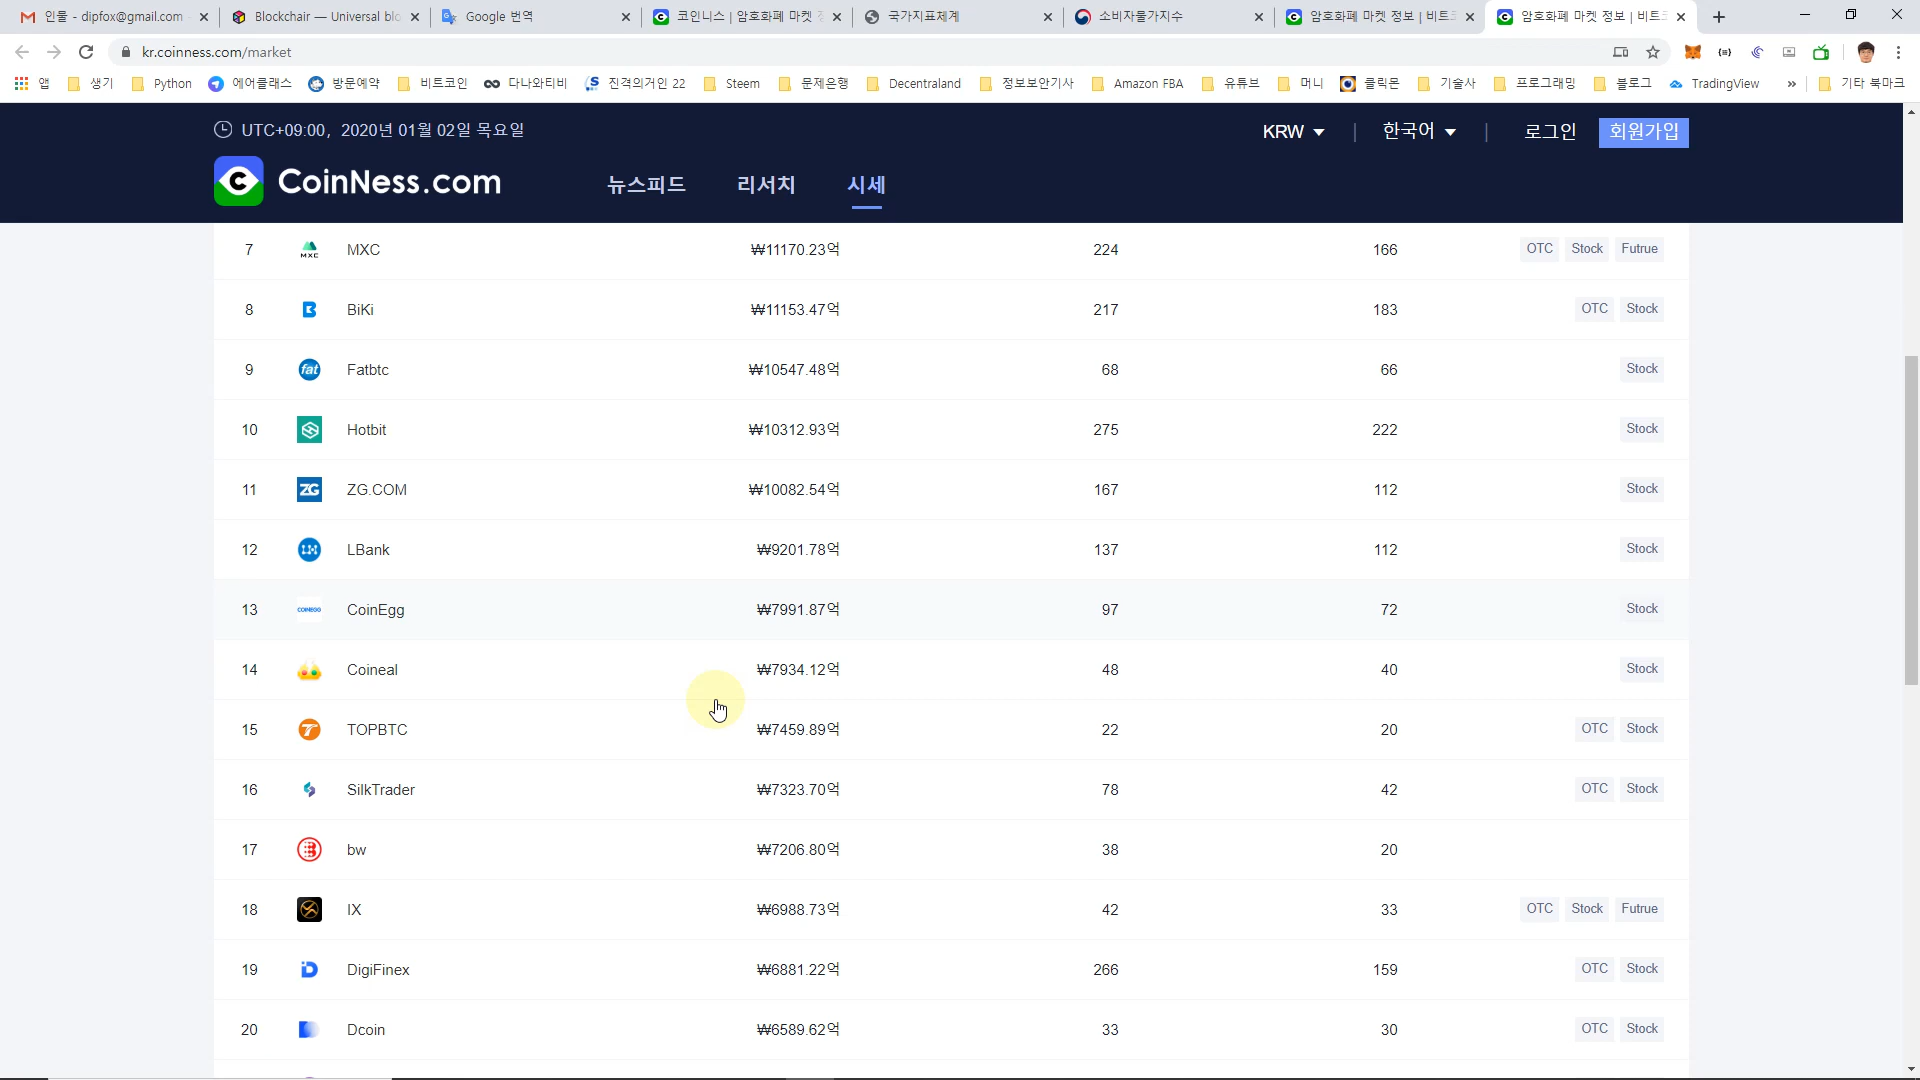 인물 - dipfox@gmail.com
Blockchair — Universal blo
Google 번역
코인니스 | 암호화폐 마켓 정
국가지표체계
소비자물가지수
암호화폐 마켓 정보 | 비트코
암호화폐 마켓 정보 | 비트코
kr.coinness.com/market
앱 생기 Python 에어클래스 방문예약 비트코인 다나와티비 진격의거인 22 Steem 문제은행 Decentraland 정보보안기사 Amazon FBA 유튜브 머니 클릭몬 기술사 프로그래밍 블로그 TradingView » 기타 북마크
UTC+09:00, 2020년 01월 02일 목요일
KRW | 한국어 | 로그인 회원가입
CoinNess.com 뉴스피드 리서치 시세
7 MXC MXC ₩11170.23억 224 166 OTC Stock Futrue
8 BiKi ₩11153.47억 217 183 OTC Stock
9 fat Fatbtc ₩10547.48억 68 66 Stock
10 Hotbit ₩10312.93억 275 222 Stock
11 ZG ZG.COM ₩10082.54억 167 112 Stock
12 LBank ₩9201.78억 137 112 Stock
13 COINEGG CoinEgg ₩7991.87억 97 72 Stock
14 Coineal ₩7934.12억 48 40 Stock
15 TOPBTC ₩7459.89억 22 20 OTC Stock
16 SilkTrader ₩7323.70억 78 42 OTC Stock
17 bw ₩7206.80억 38 20
18 IX ₩6988.73억 42 33 OTC Stock Futrue
19 DigiFinex ₩6881.22억 266 159 OTC Stock
20 Dcoin ₩6589.62억 33 30 OTC Stock